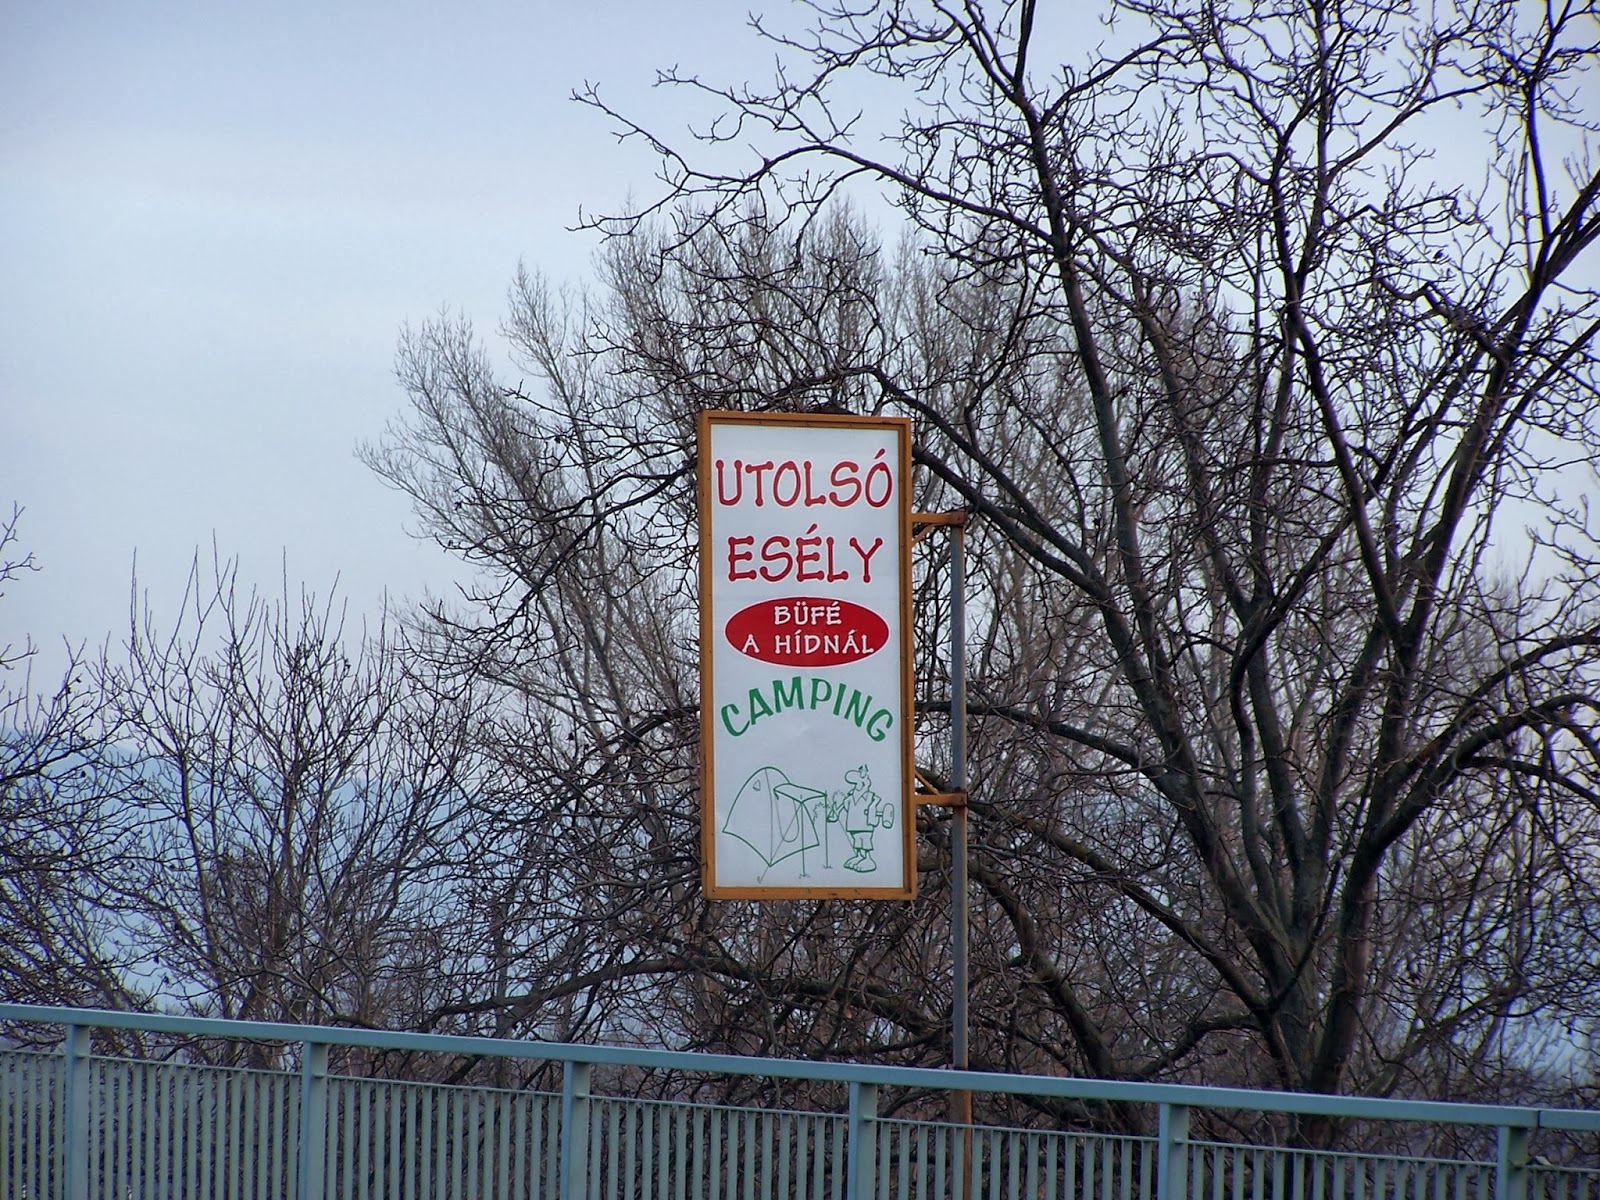 UTOLSÓ
ESÉLY
BÜFÉ
A HÍDNÁL
CAMPING